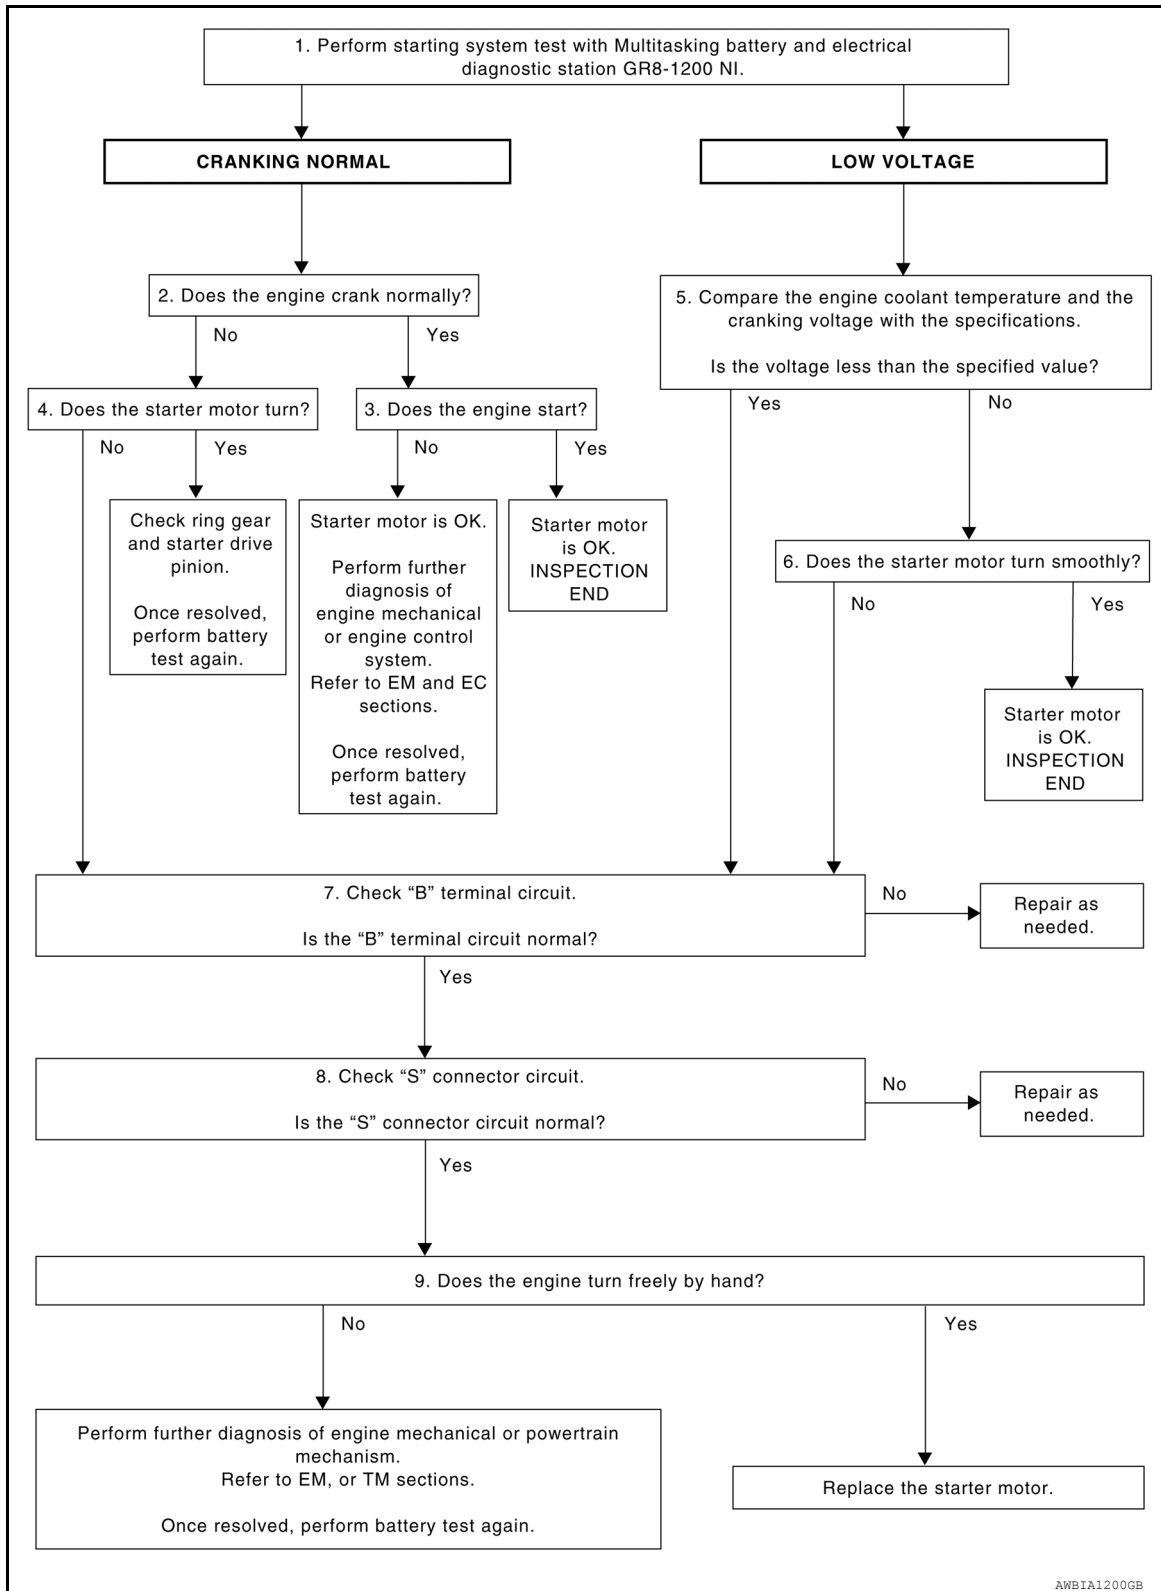 1. Perform starting system test with Multitasking battery and electrical
diagnostic station GR8-1200 NI.
CRANKING NORMAL
LOW VOLTAGE
2. Does the engine crank normally?
No
Yes
5. Compare the engine coolant temperature and the
cranking voltage with the specifications.
Is the voltage less than the specified value?
Yes
No
4. Does the starter motor turn?
No
Yes
3. Does the engine start?
No
Yes
Check ring gear
and starter drive
pinion.
Once resolved,
perform battery
test again.
Starter motor is OK.
Perform further
diagnosis of
engine mechanical
or engine control
system.
Refer to EM and EC
sections.
Once resolved,
perform battery
test again.
Starter motor
is OK.
INSPECTION
END
6. Does the starter motor turn smoothly?
No
Yes
Starter motor
is OK.
INSPECTION
END
7. Check “B” terminal circuit.
Is the “B” terminal circuit normal?
No
Repair as
needed.
Yes
8. Check “S” connector circuit.
Is the “S” connector circuit normal?
No
Repair as
needed.
Yes
9. Does the engine turn freely by hand?
No
Yes
Perform further diagnosis of engine mechanical or powertrain
mechanism.
Refer to EM, or TM sections.
Once resolved, perform battery test again.
Replace the starter motor.
AWBIA1200GB